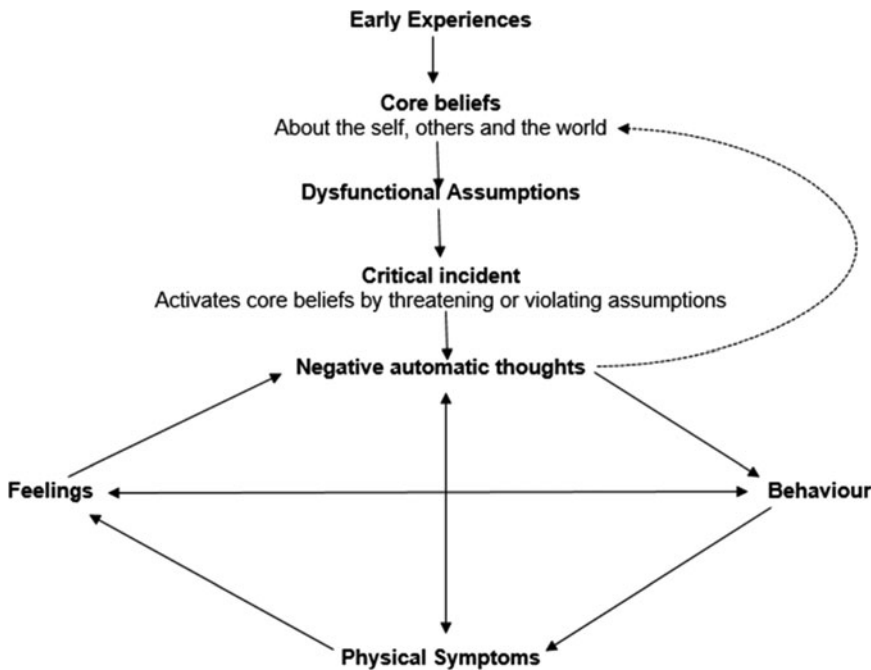 Early Experiences
Core beliefs
About the self, others and the world
Dysfunctional Assumptions
Critical incident
Activates core beliefs by threatening or violating assumptions
Negative automatic thoughts
Feelings
Behaviour
Physical Symptoms